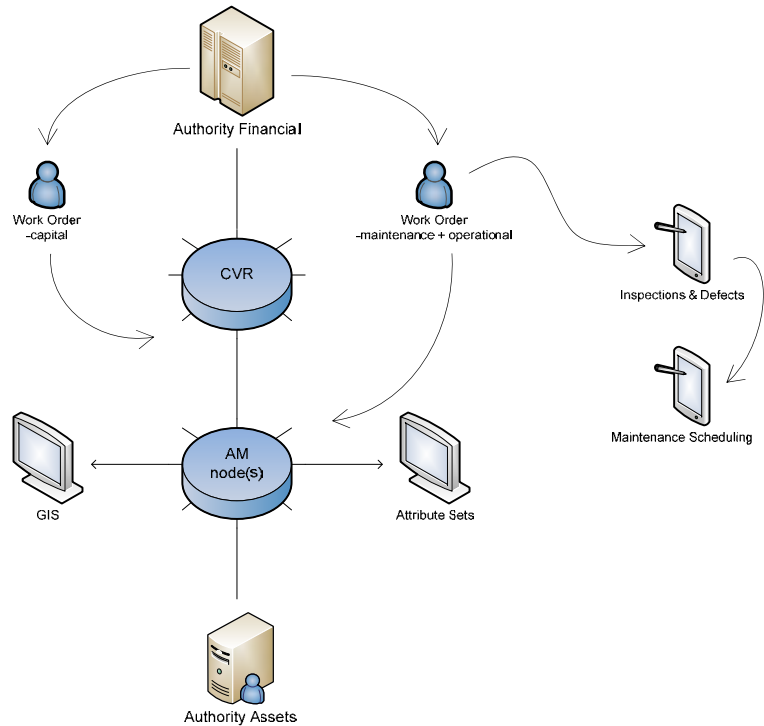 Authority Financial
Work Order
-capital
Work Order
-maintenance + operational
CVR
Inspections & Defects
Maintenance Scheduling
AM
node(s)
GIS
Attribute Sets
Authority Assets